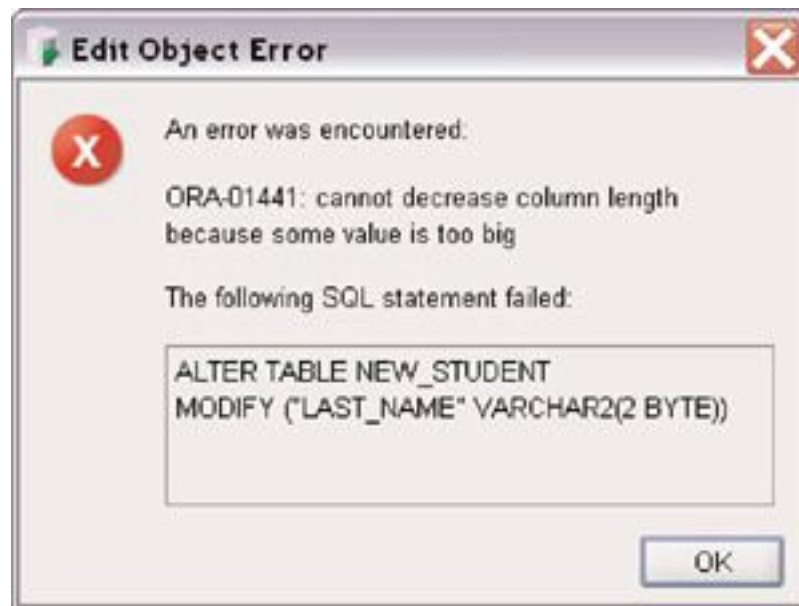 Edit Object Error
An error was encountered:
ORA-01441: cannot decrease column length
because some value is too big
The following SQL statement failed:
ALTER TABLE NEW_STUDENT
MODIFY ("LAST_NAME" VARCHAR2(2 BYTE))
OK